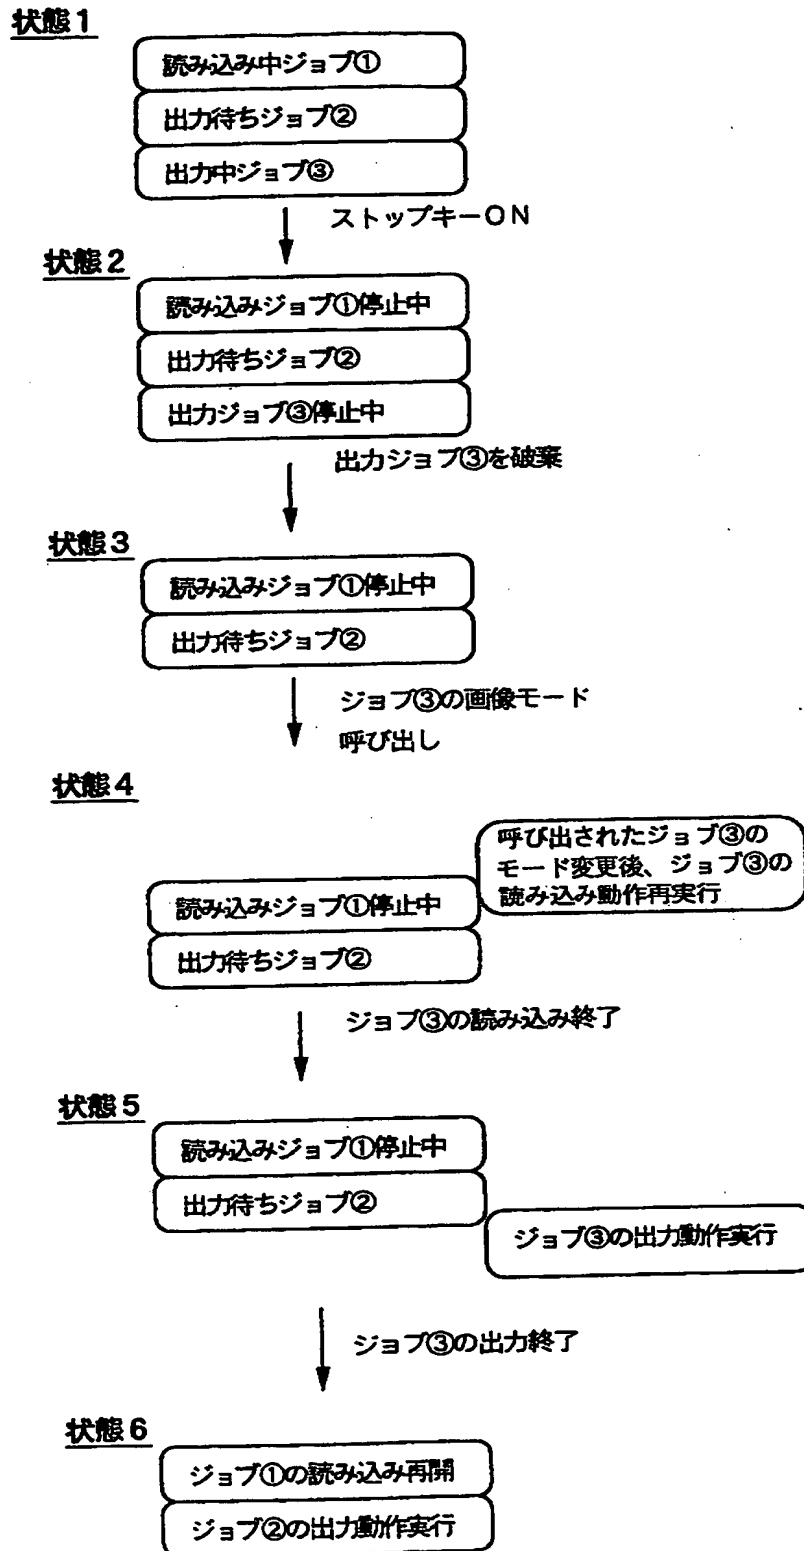 状態1
読み込み中ジョブ①
出力待ちジョブ②
出力中ジョブ③
ストップキーON
状態2
読み込みジョブ①停止中
出力待ちジョブ②
出力ジョブ③停止中
出力ジョブ③を破棄
状態3
読み込みジョブ①停止中
出力待ちジョブ②
ジョブ③の画像モード
呼び出し
状態4
呼び出されたジョブ③の
モード変更後、ジョブ③の
読み込み動作再実行
読み込みジョブ①停止中
出力待ちジョブ②
ジョブ③の読み込み終了
状態5
読み込みジョブ①停止中
出力待ちジョブ②
ジョブ③の出力動作実行
ジョブ③の出力終了
状態6
ジョブ①の読み込み再開
ジョブ②の出力動作実行